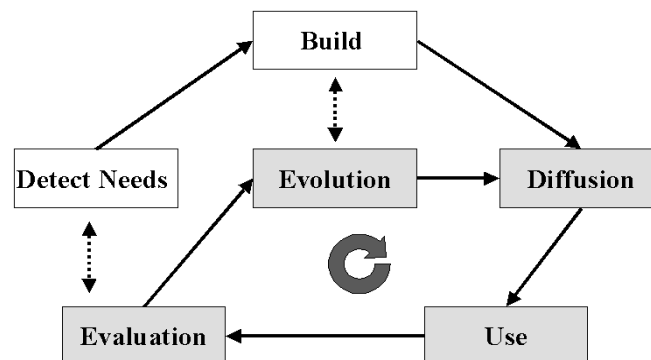 Build
Detect Needs
Evolution
Diffusion
Evaluation
Use